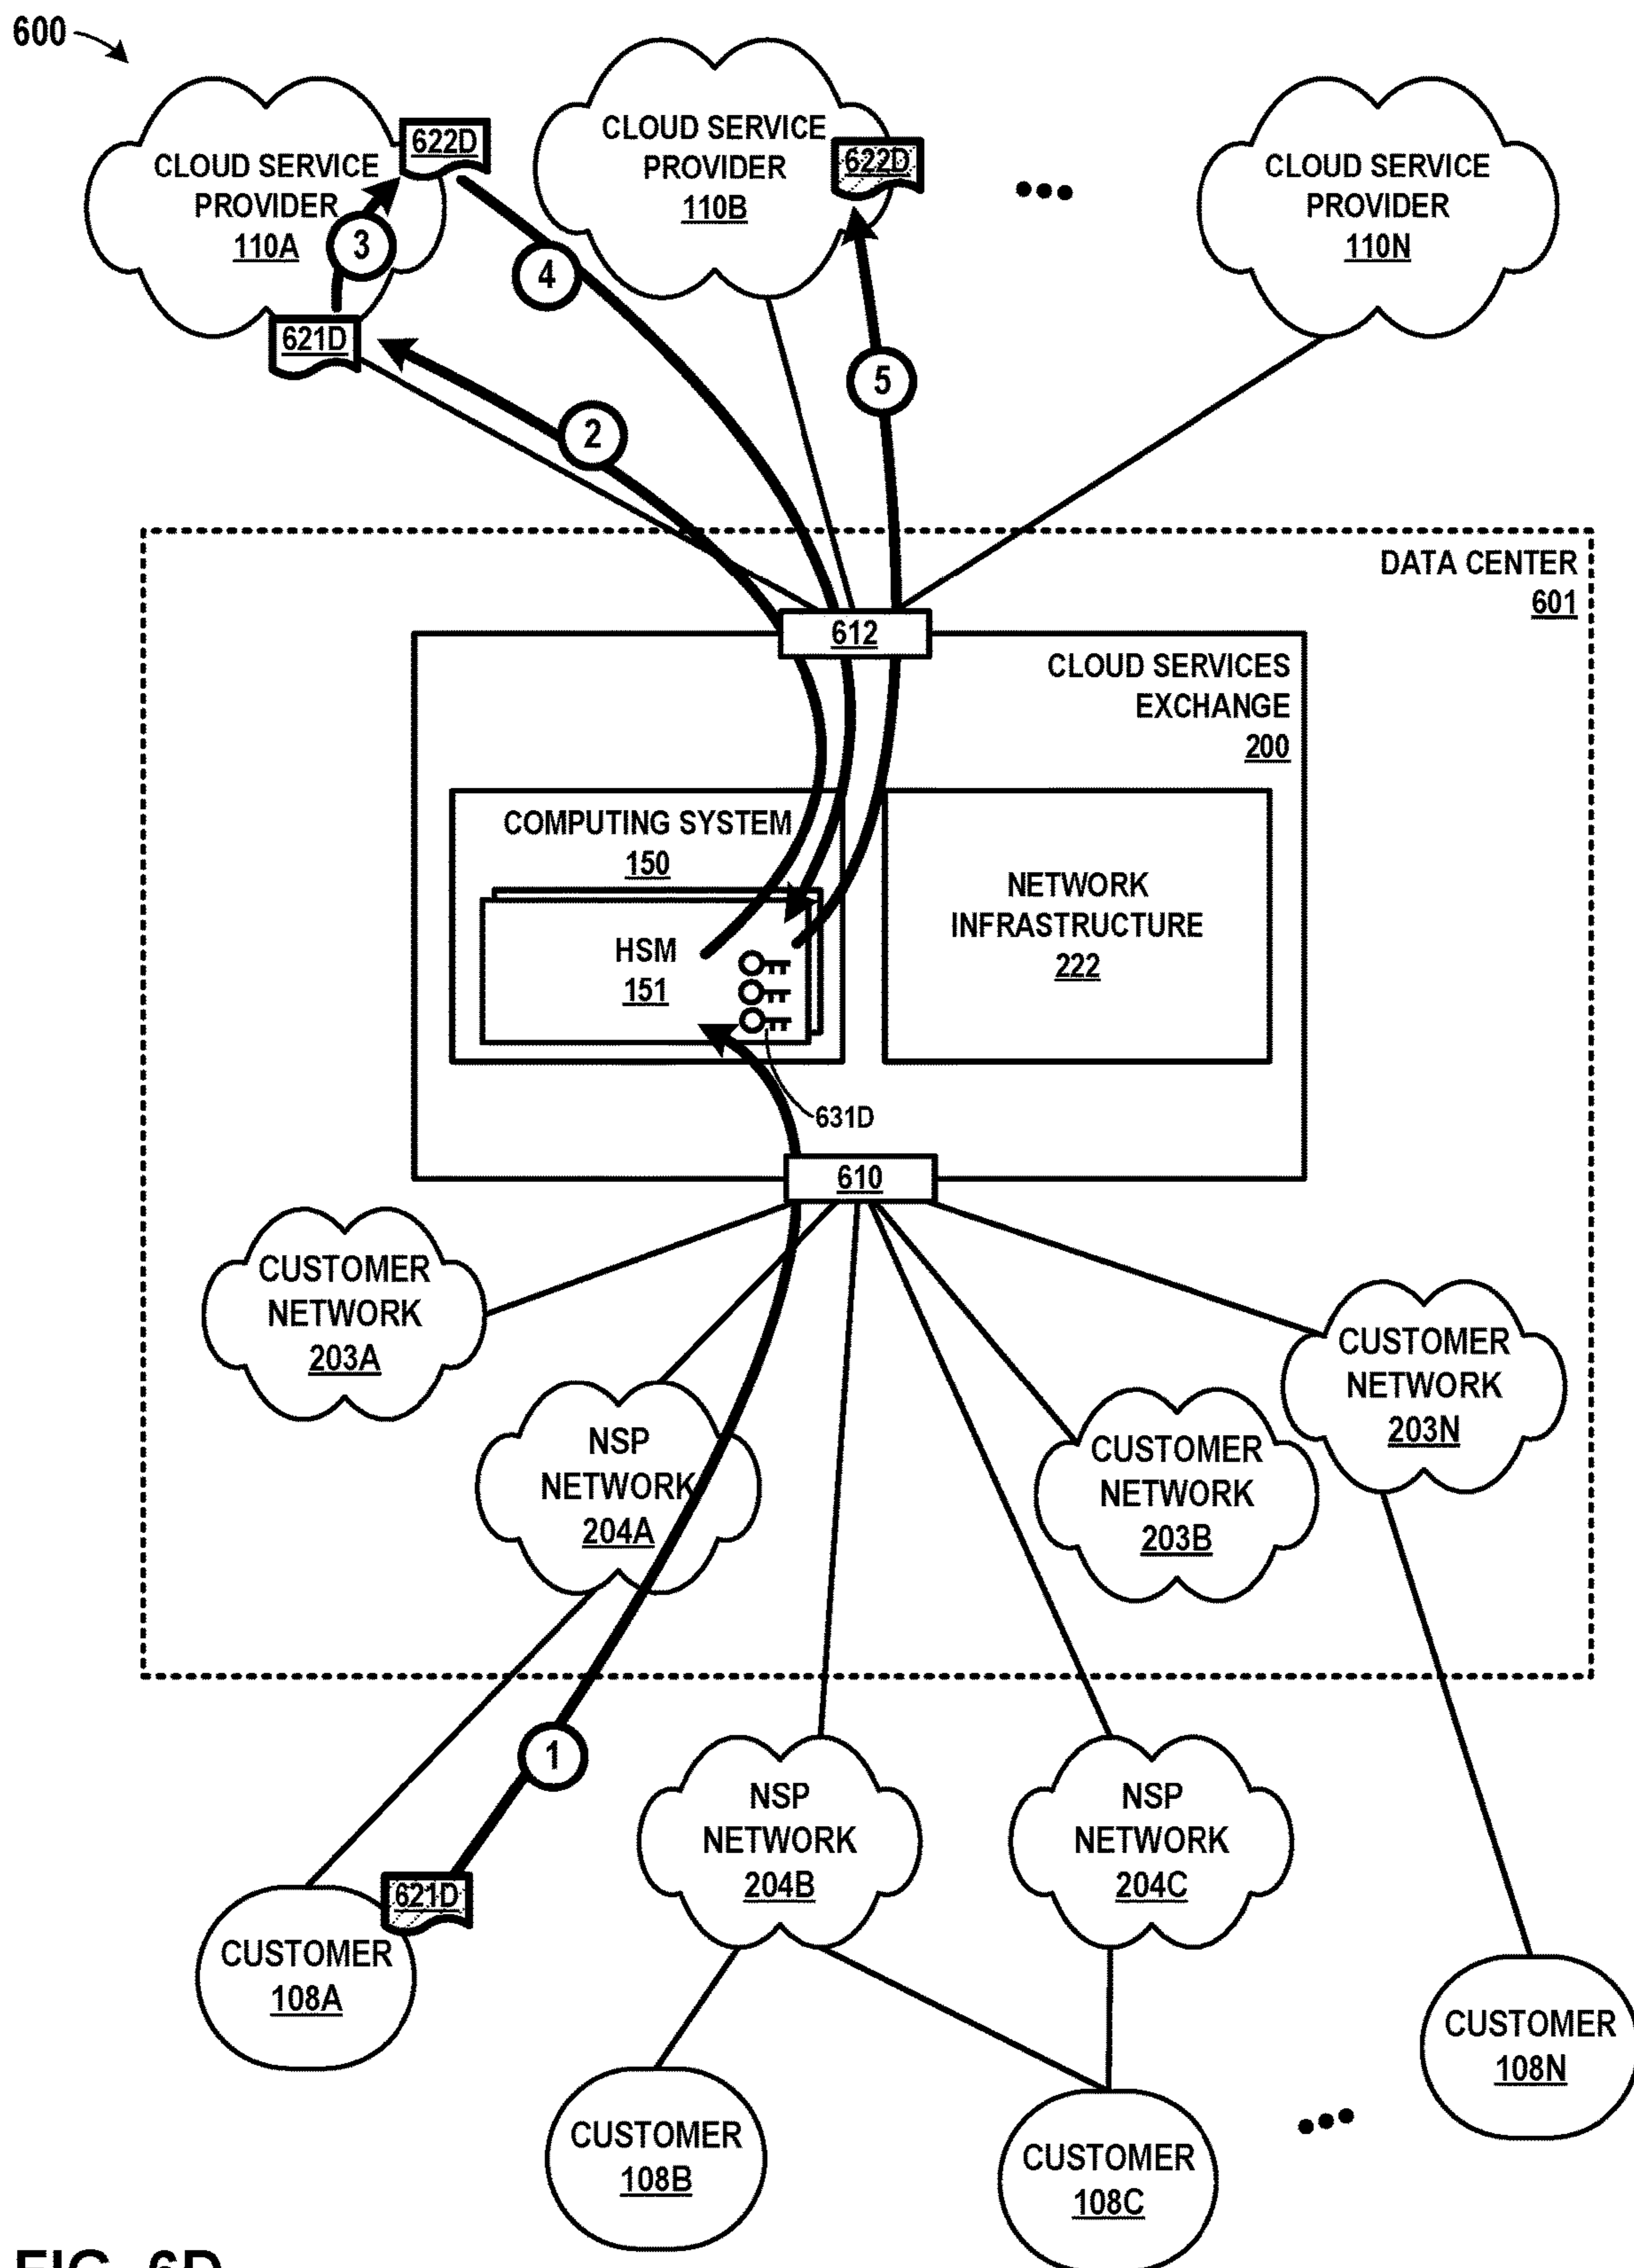 600
CLOUD SERVICE
PROVIDER
110A
622D
621D
CLOUD SERVICE
PROVIDER
110B
622D
CLOUD SERVICE
PROVIDER
110N
3
4
5
2
DATA CENTER
601
612
CLOUD SERVICES
EXCHANGE
200
COMPUTING SYSTEM
150
HSM
151
NETWORK
INFRASTRUCTURE
222
631D
610
CUSTOMER
NETWORK
203A
NSP
NETWORK
204A
CUSTOMER
NETWORK
203B
CUSTOMER
NETWORK
203N
1
NSP
NETWORK
204B
NSP
NETWORK
204C
621D
CUSTOMER
108A
CUSTOMER
108B
CUSTOMER
108C
CUSTOMER
108N
FIG. 6D